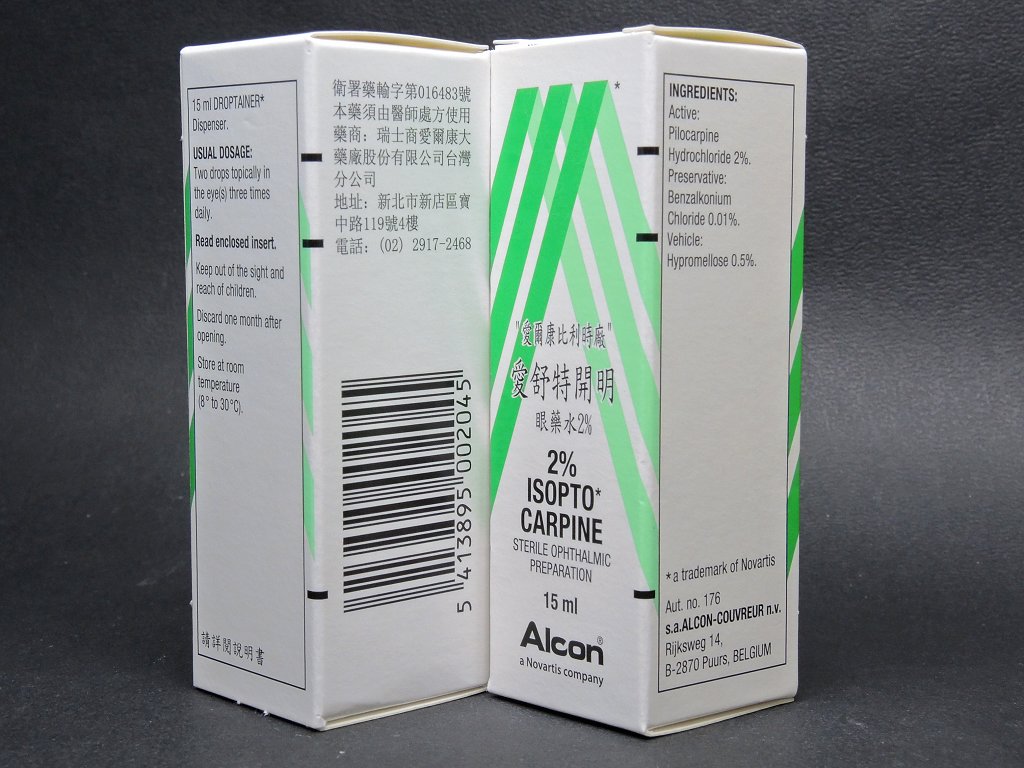 15 ml DROPTAINER*
Dispenser.
USUAL DOSAGE:
Two drops topically in
the eye(s) three times
daily.
Read enclosed insert.
Keep out of the sight and
reach of children.
Discard one month after
opening.
Store at room
temperature
(8° to 30°C).
請詳閱說明書
衛署藥輸字第016483號
本藥須由醫師處方使用
藥商：瑞士商愛爾康大
藥廠股份有限公司台灣
分公司
地址：新北市新店區寶
中路119號4樓
電話：(02) 2917-2468
5 413895 002045
*
"愛爾康比利時廠"
愛舒特開明
眼藥水2%
2%
ISOPTO*
CARPINE
STERILE OPHTHALMIC
PREPARATION
15 ml
Alcon®
a Novartis company
INGREDIENTS:
Active:
Pilocarpine
Hydrochloride 2%.
Preservative:
Benzalkonium
Chloride 0.01%.
Vehicle:
Hypromellose 0.5%.
* a trademark of Novartis
Aut. no. 176
s.a.ALCON-COUVREUR n.v.
Rijksweg 14,
B-2870 Puurs, BELGIUM